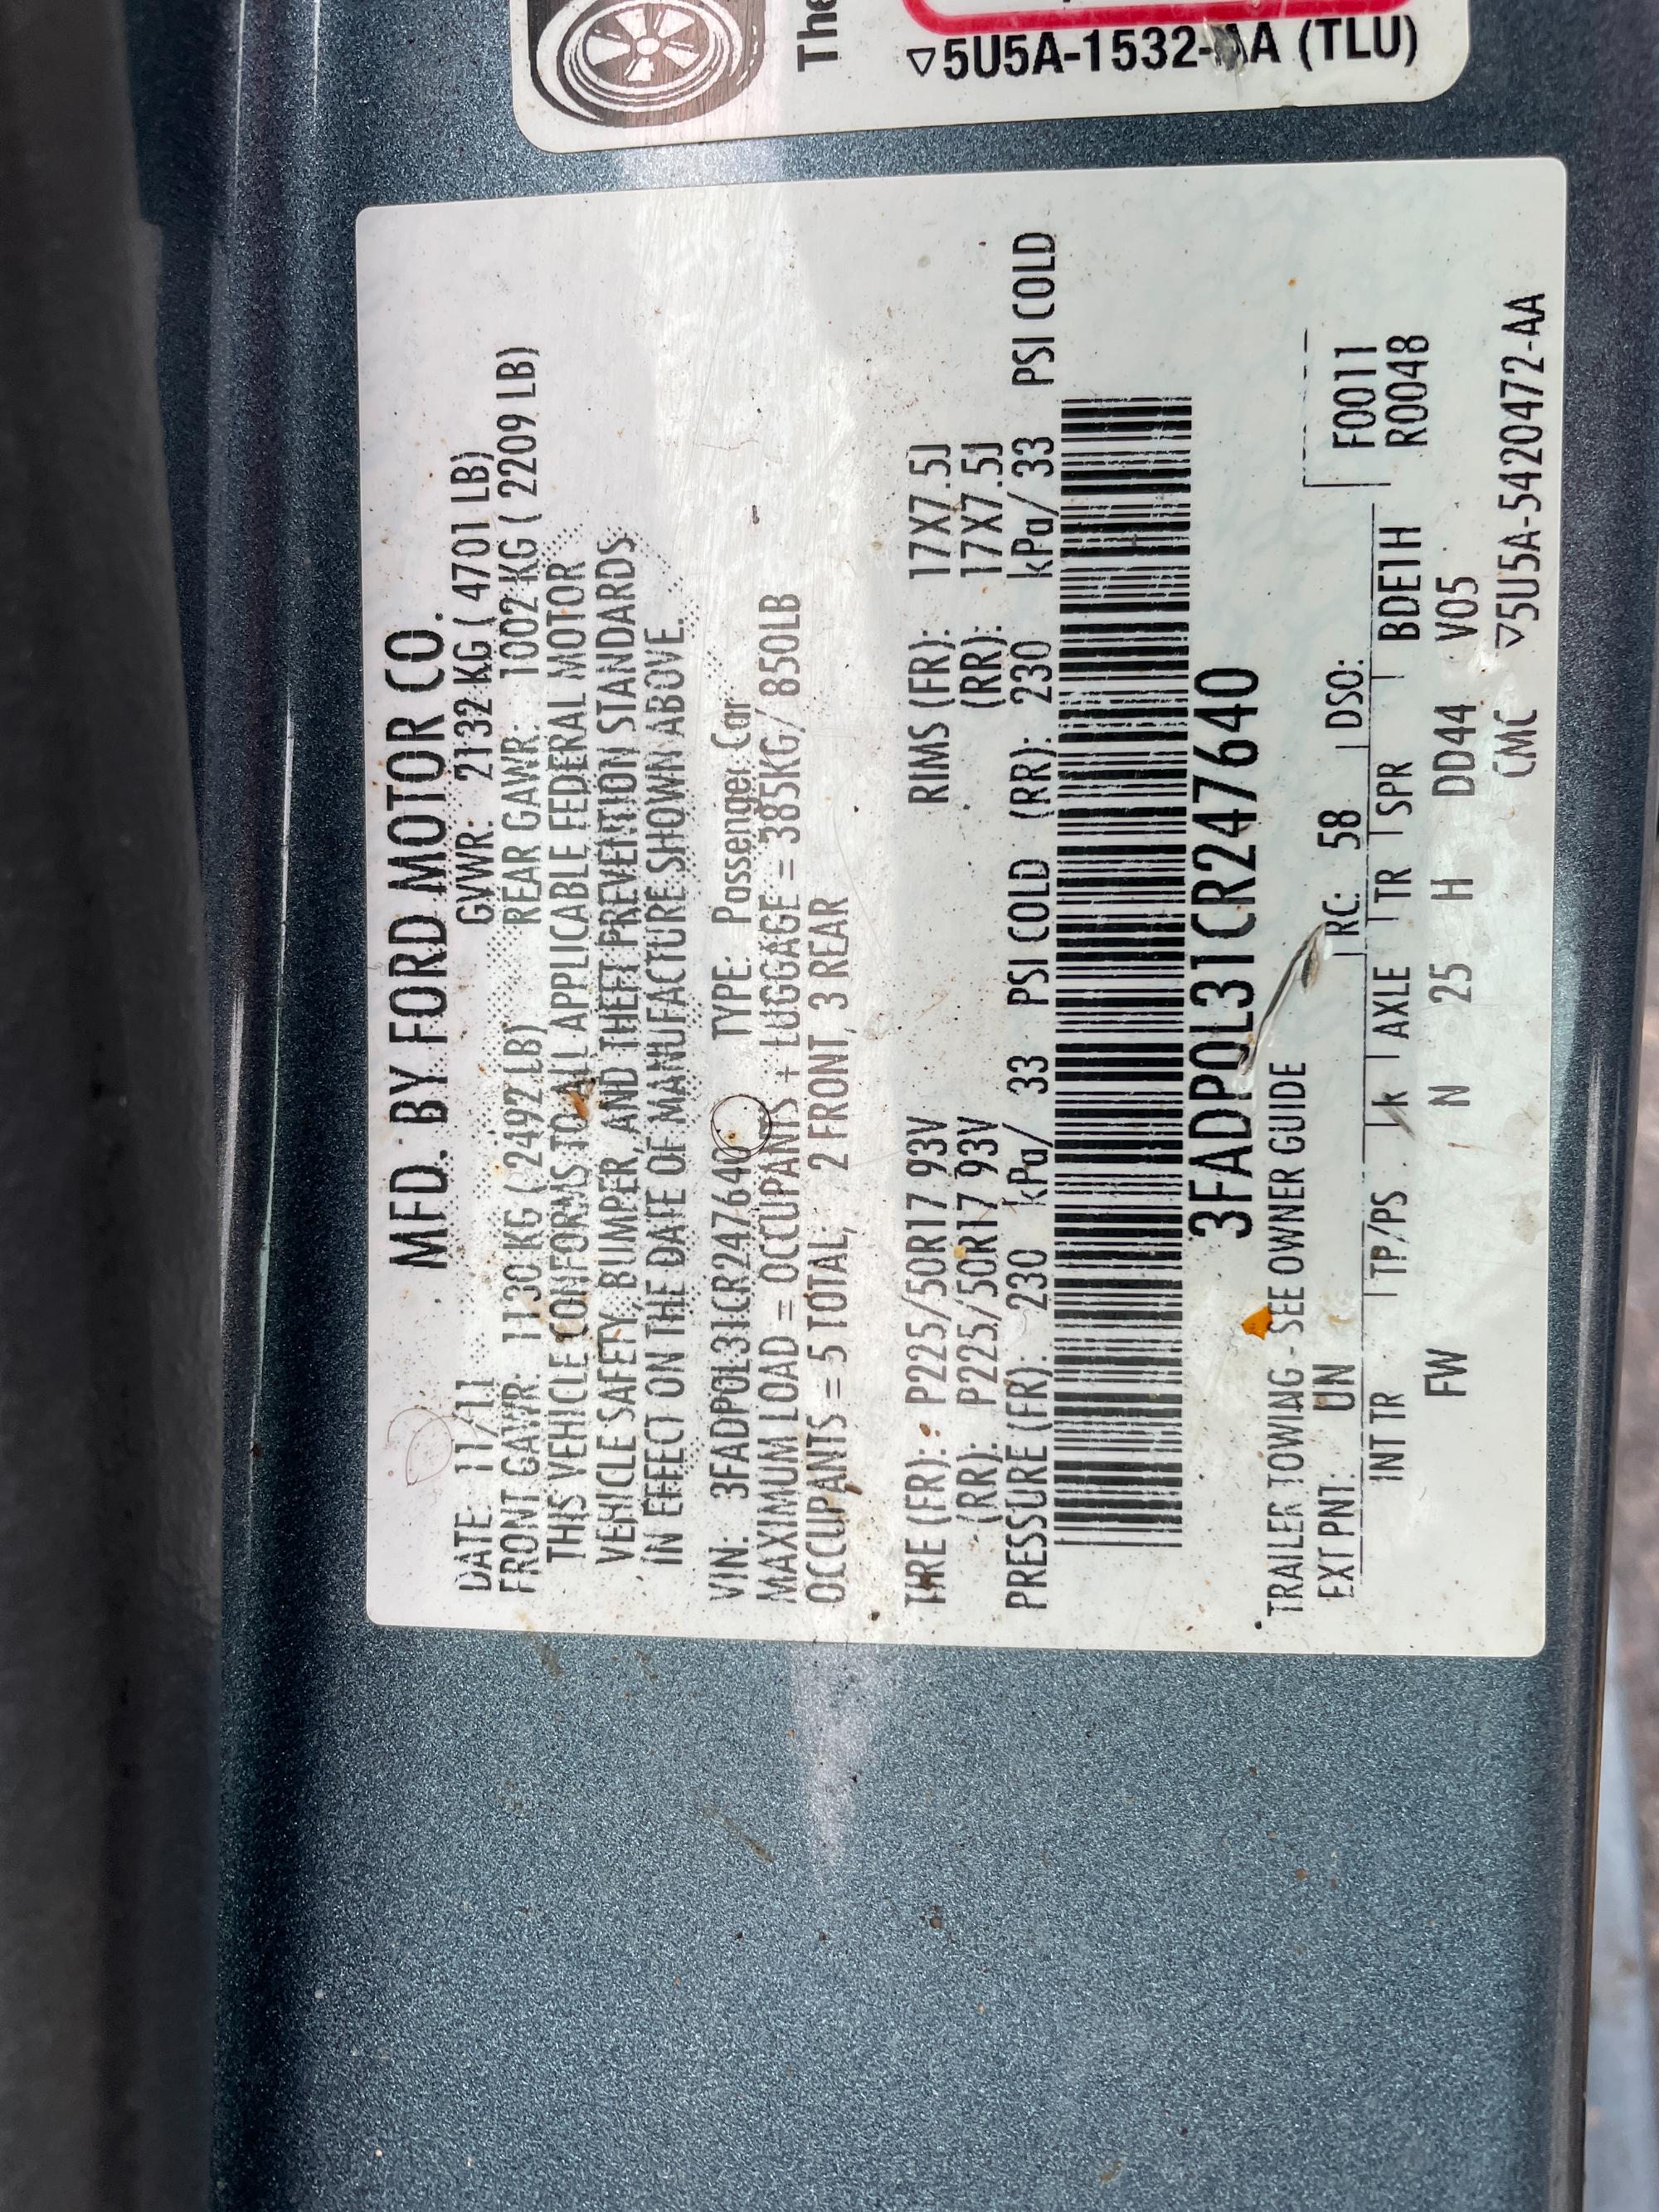 The
▽5U5A-1532-AA (TLU)
MFD. BY FORD MOTOR CO.
DATE: 11/11 GVWR: 2132 KG ( 4701 LB)
FRONT GAWR: 1130 KG ( 2492 LB) REAR GAWR: 1002 KG ( 2209 LB)
THIS VEHICLE CONFORMS TO ALL APPLICABLE FEDERAL MOTOR
VEHICLE SAFETY, BUMPER, AND THEFT PREVENTION STANDARDS
IN EFFECT ON THE DATE OF MANUFACTURE SHOWN ABOVE.
VIN: 3FADP0L31CR247640 TYPE: Passenger Car
MAXIMUM LOAD = OCCUPANTS + LUGGAGE = 385KG/ 850LB
OCCUPANTS = 5 TOTAL, 2 FRONT, 3 REAR
TIRE (FR): P225/50R17 93V RIMS (FR): 17X7.5J
(RR): P225/50R17 93V (RR): 17X7.5J
PRESSURE (FR): 230 kPa/ 33 PSI COLD (RR): 230 kPa/ 33 PSI COLD
3FADP0L31CR247640
TRAILER TOWING - SEE OWNER GUIDE
EXT PNT: UN RC: 58 DSO:
F0011
INT TR TP/PS R AXLE TR SPR BDE1H R0048
FW N 25 H DD44 V05
CMC ▽5U5A-5420472-AA